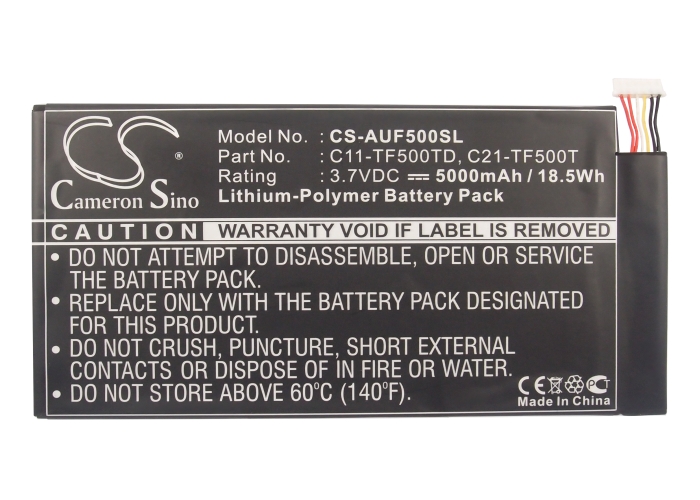 CS
Cameron Sino
Model No. : CS-AUF500SL
Part No. : C11-TF500TD, C21-TF500T
Rating : 3.7VDC 5000mAh / 18.5Wh
Lithium-Polymer Battery Pack
CAUTION WARRANTY VOID IF LABEL IS REMOVED
• DO NOT ATTEMPT TO DISASSEMBLE, OPEN OR SERVICE
THE BATTERY PACK.
• REPLACE ONLY WITH THE BATTERY PACK DESIGNATED
FOR THIS PRODUCT.
• DO NOT CRUSH, PUNCTURE, SHORT EXTERNAL
CONTACTS, OR DISPOSE OF IN FIRE OR WATER.
• DO NOT STORE ABOVE 60°C (140°F).
CE PCT
Made In China